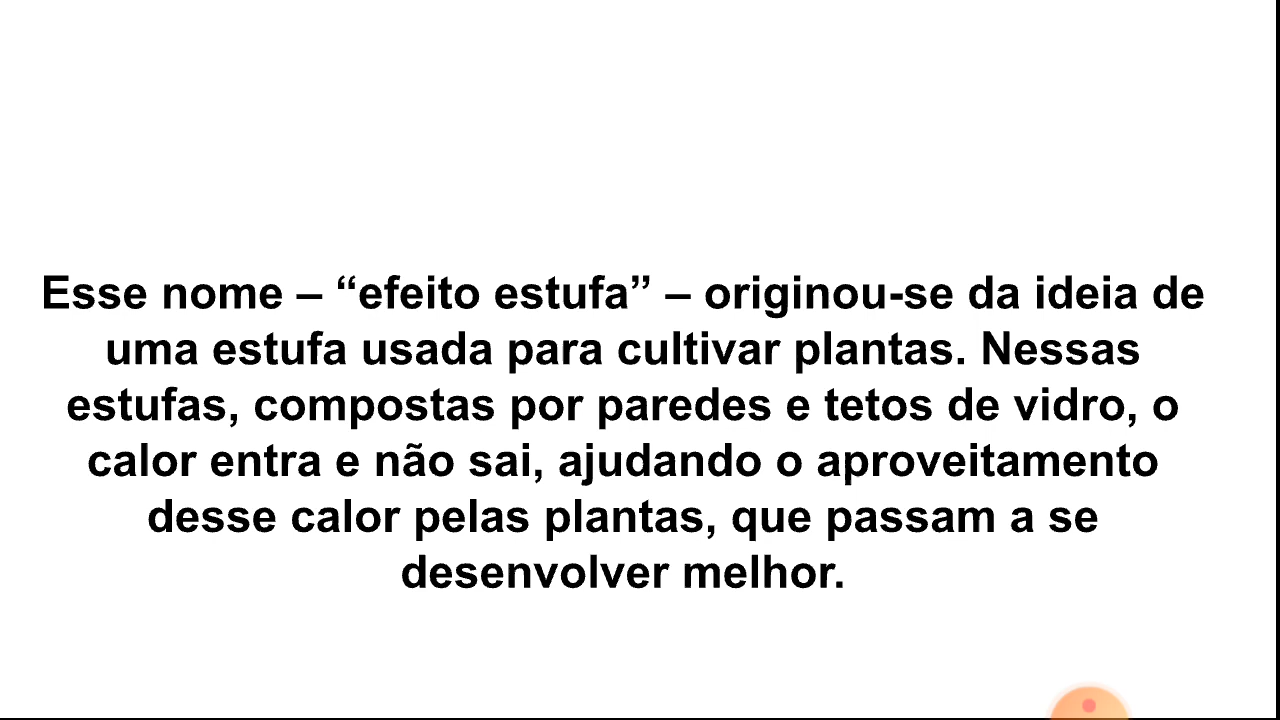 Esse nome – “efeito estufa” – originou-se da ideia de
uma estufa usada para cultivar plantas. Nessas
estufas, compostas por paredes e tetos de vidro, o
calor entra e não sai, ajudando o aproveitamento
desse calor pelas plantas, que passam a se
desenvolver melhor.